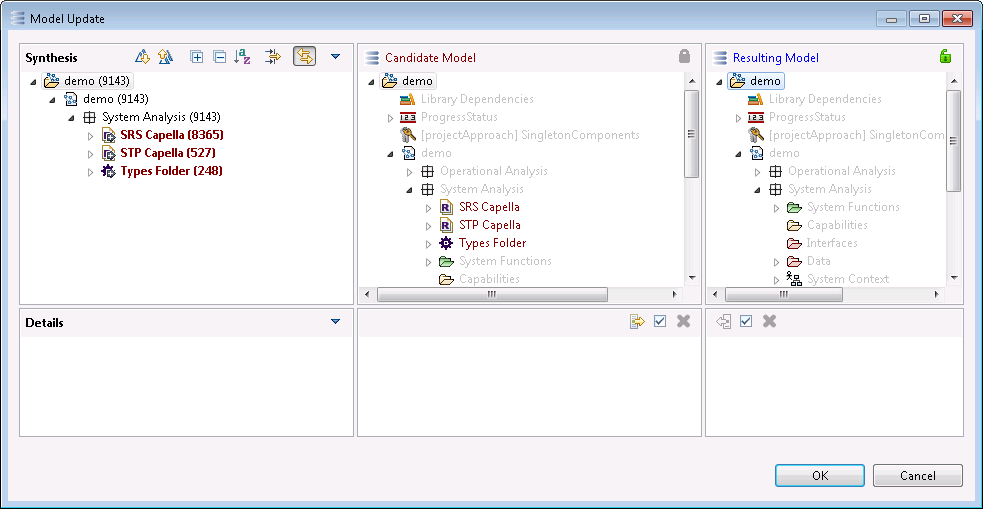 Model Update
Synthesis
demo (9143)
demo (9143)
System Analysis (9143)
SRS Capella (8365)
STP Capella (527)
Types Folder (248)
Candidate Model
demo
Library Dependencies
ProgressStatus
[projectApproach] SingletonComponents
demo
Operational Analysis
System Analysis
SRS Capella
STP Capella
Types Folder
System Functions
Capabilities
Resulting Model
demo
Library Dependencies
ProgressStatus
[projectApproach] SingletonCom
demo
Operational Analysis
System Analysis
System Functions
Capabilities
Interfaces
Data
System Context
Details
OK
Cancel